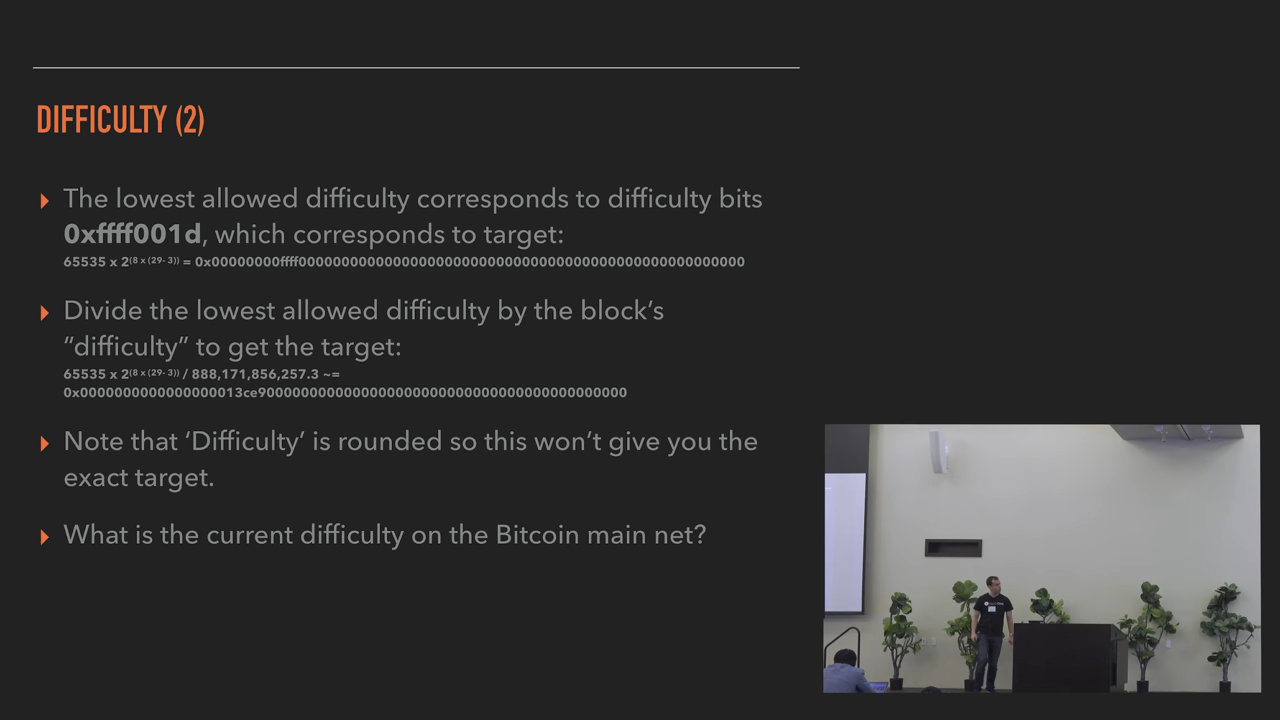 DIFFICULTY (2)
The lowest allowed difficulty corresponds to difficulty bits
0xffff001d, which corresponds to target:
65535 x 2(8 x (29- 3)) = 0x00000000ffff0000000000000000000000000000000000000000000000000000
Divide the lowest allowed difficulty by the block’s
“difficulty” to get the target:
65535 x 2(8 x (29- 3)) / 888,171,856,257.3 ~=
0x0000000000000000013ce9000000000000000000000000000000000000000000
Note that ‘Difficulty’ is rounded so this won’t give you the
exact target.
What is the current difficulty on the Bitcoin main net?